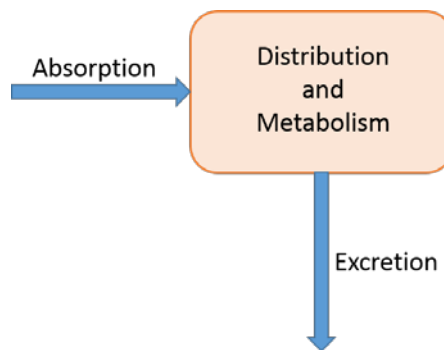 Absorption
Distribution
and
Metabolism
Excretion